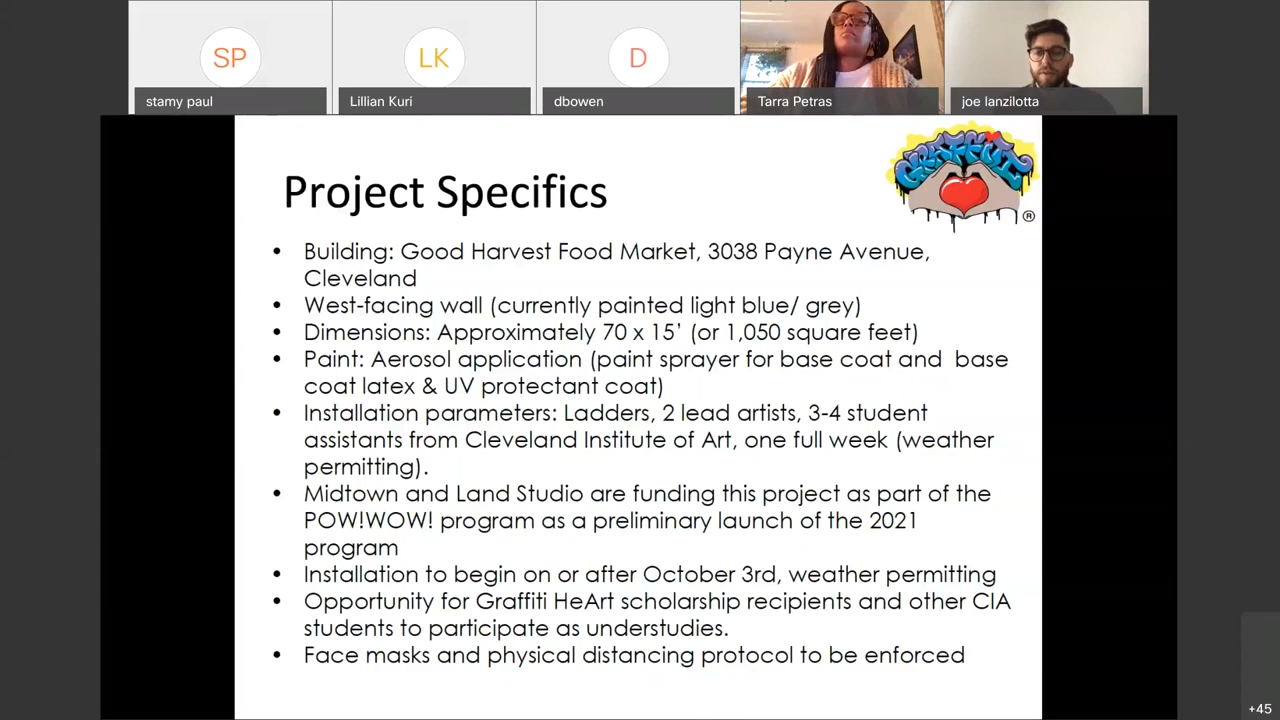 SP
LK
D
stamy paul
Lillian Kuri
dbowen
Tarra Petras
joe lanzilotta
GRAFFITI
®
Project Specifics
• Building: Good Harvest Food Market, 3038 Payne Avenue,
Cleveland
• West-facing wall (currently painted light blue/ grey)
• Dimensions: Approximately 70 x 15’ (or 1,050 square feet)
• Paint: Aerosol application (paint sprayer for base coat and  base
coat latex & UV protectant coat)
• Installation parameters: Ladders, 2 lead artists, 3-4 student
assistants from Cleveland Institute of Art, one full week (weather
permitting).
• Midtown and Land Studio are funding this project as part of the
POW!WOW! program as a preliminary launch of the 2021
program
• Installation to begin on or after October 3rd, weather permitting
• Opportunity for Graffiti HeArt scholarship recipients and other CIA
students to participate as understudies.
• Face masks and physical distancing protocol to be enforced
+45